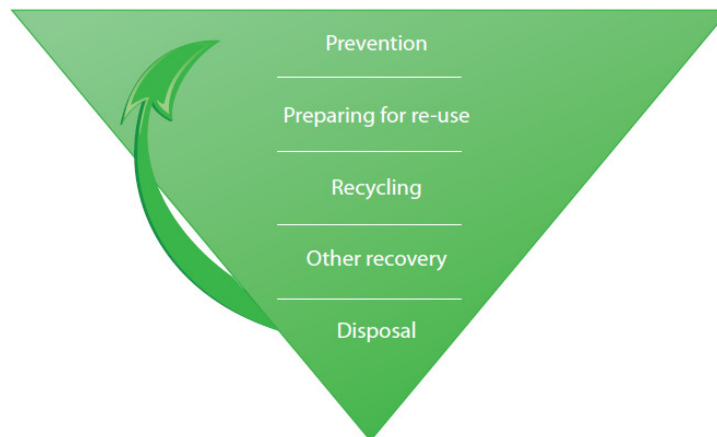 Prevention
Preparing for re-use
Recycling
Other recovery
Disposal